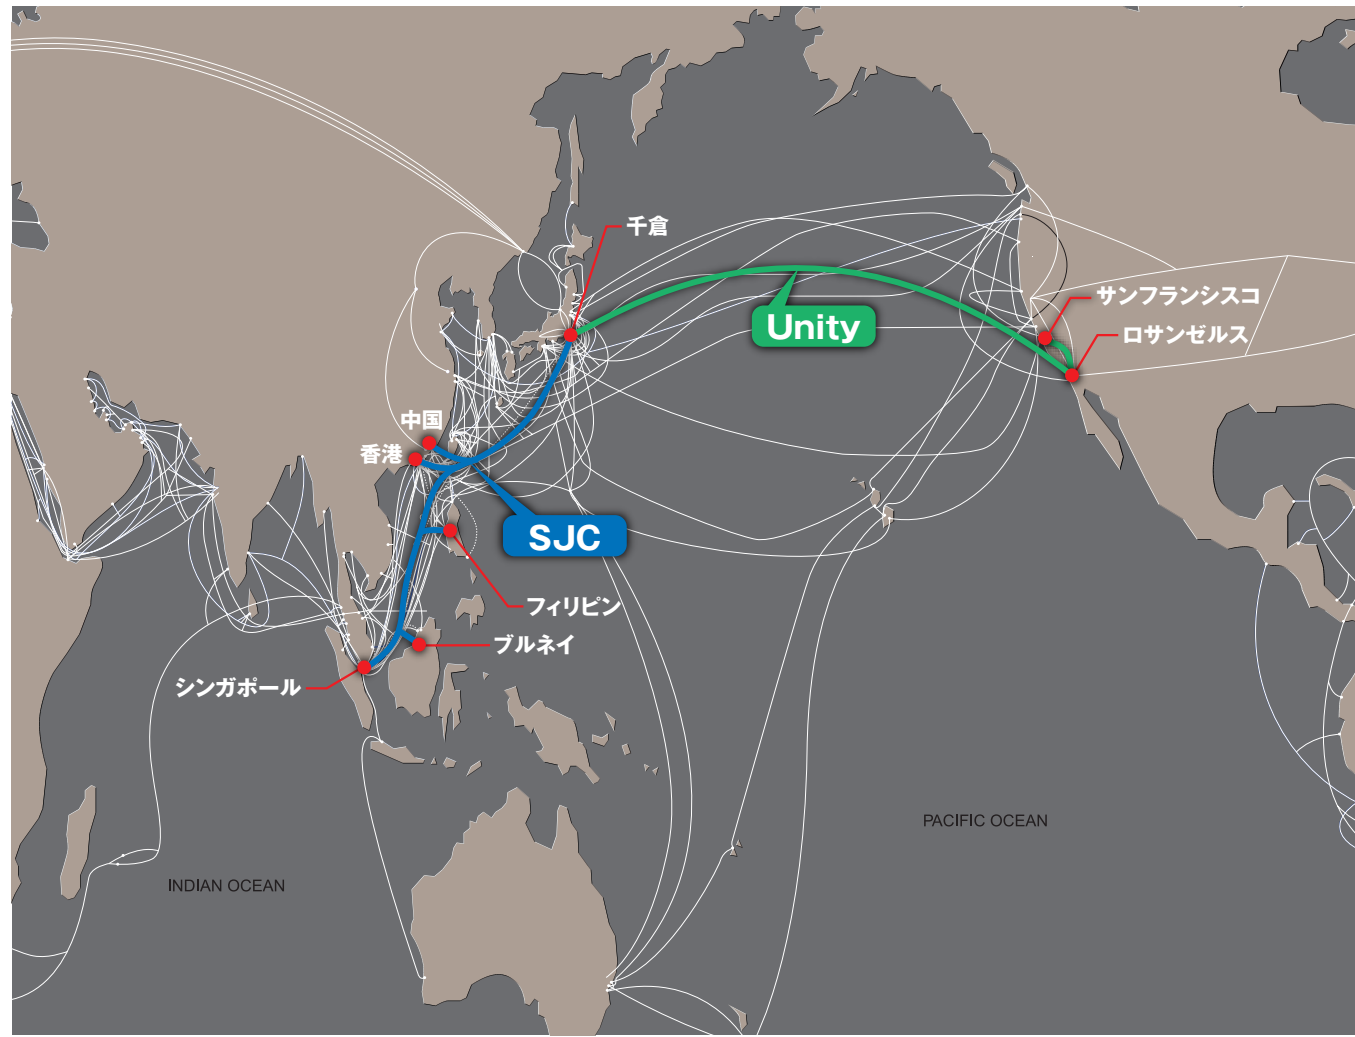 千倉
サンフランシスコ
Unity
ロサンゼルス
中国
香港
SJC
フィリピン
ブルネイ
シンガポール
PACIFIC OCEAN
INDIAN OCEAN